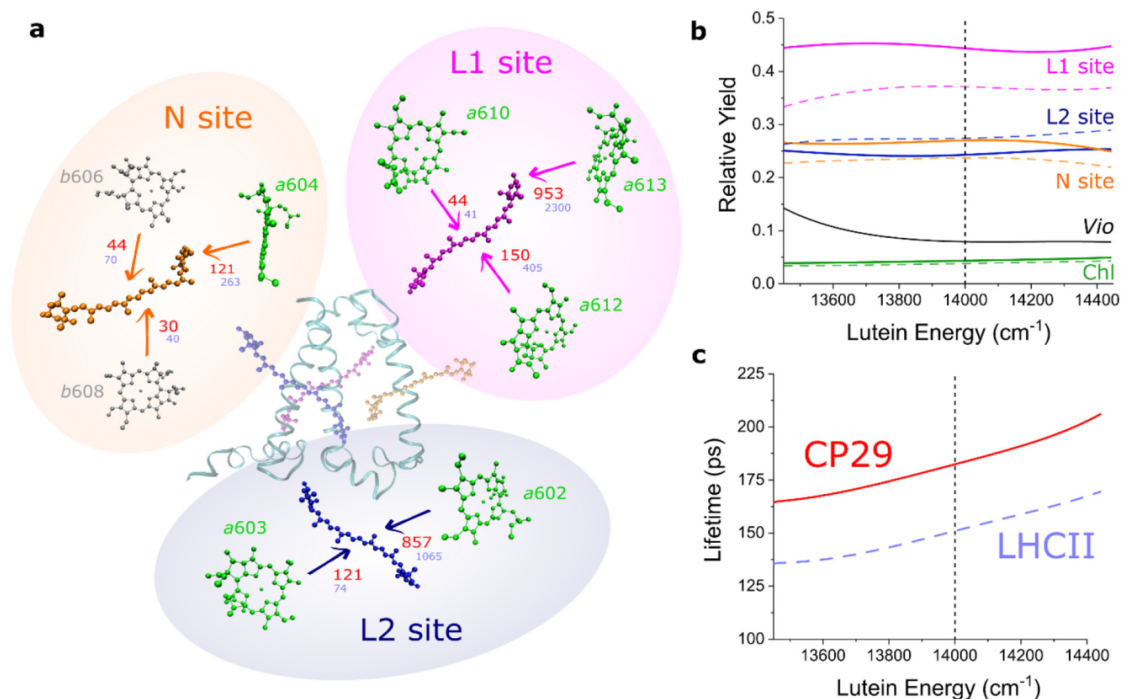 a
N site
b606
a604
44
70
121
263
30
40
b608
L1 site
a610
a613
44
41
953
2300
150
405
a612
a603
a602
857
1065
121
74
L2 site
b
Relative Yield
0.5
0.4
0.3
0.2
0.1
0.0
L1 site
L2 site
N site
Vio
Chl
13600 13800 14000 14200 14400
Lutein Energy (cm⁻¹)
c
Lifetime (ps)
225
200
175
150
125
100
CP29
LHCII
13600 13800 14000 14200 14400
Lutein Energy (cm⁻¹)